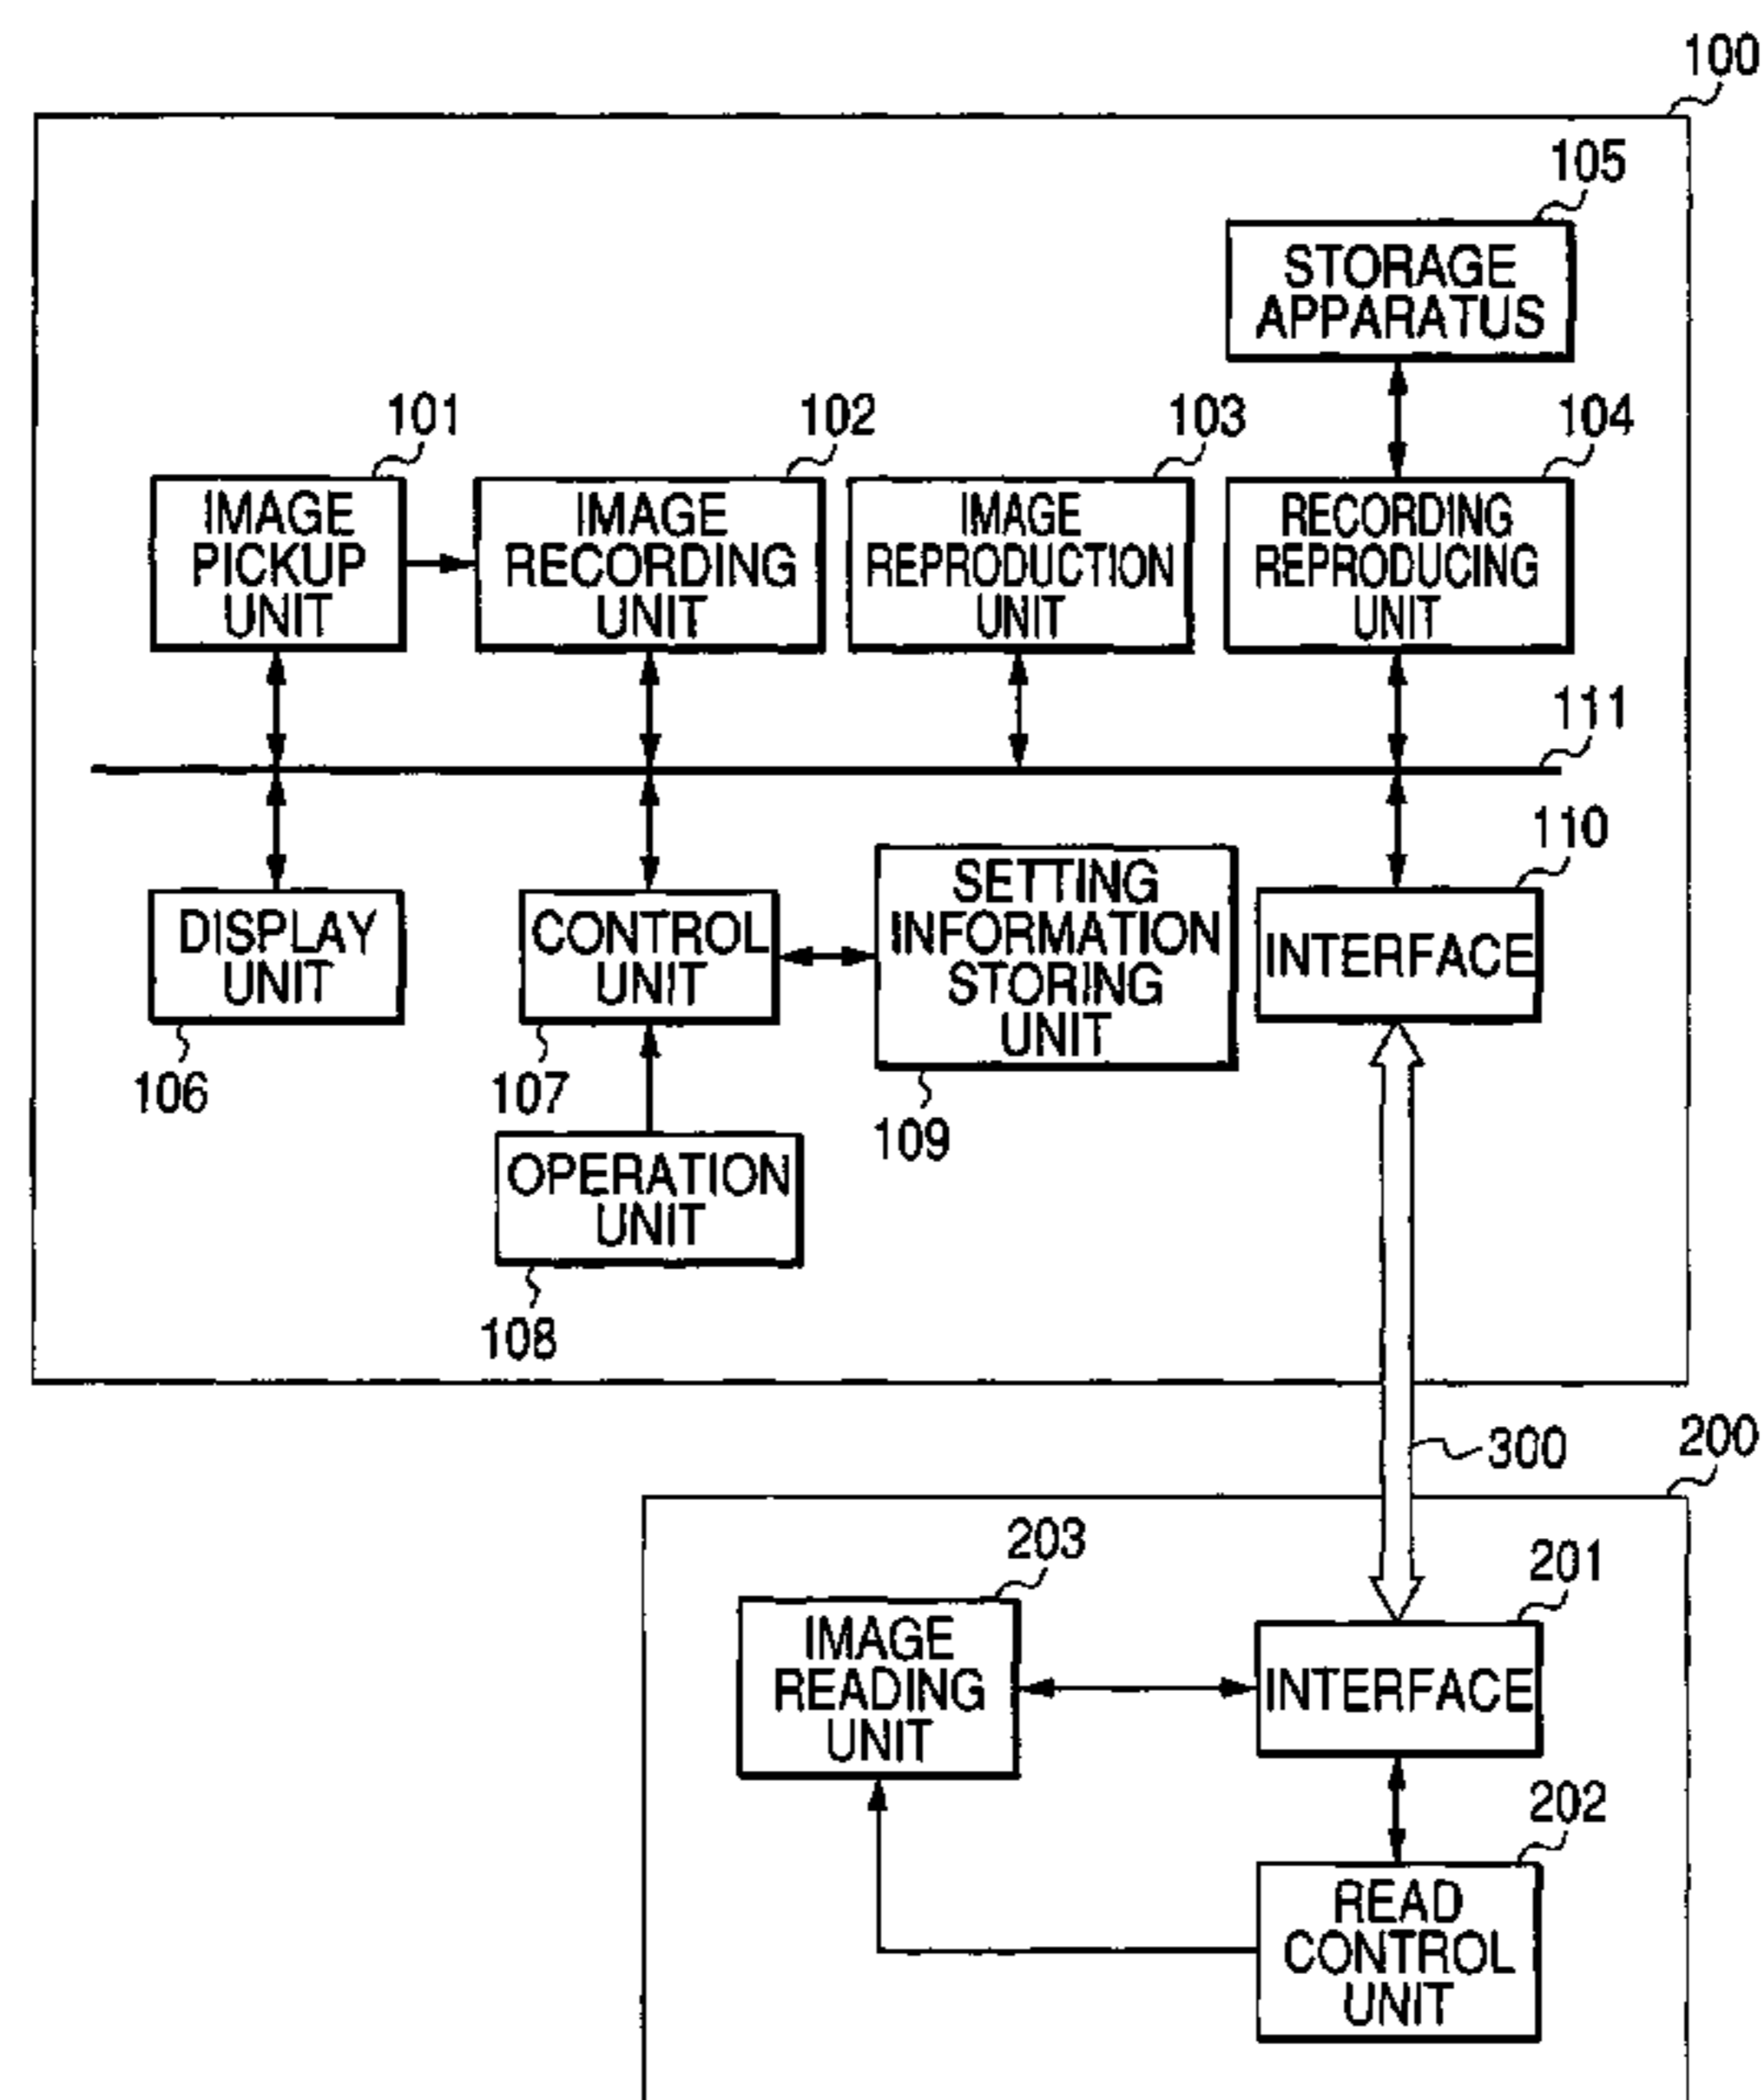 100
105
STORAGE
APPARATUS
101
102
103
104
IMAGE
PICKUP
UNIT
IMAGE
RECORDING
UNIT
IMAGE
REPRODUCTION
UNIT
RECORDING
REPRODUCING
UNIT
111
110
DISPLAY
UNIT
CONTROL
UNIT
SETTING
INFORMATION
STORING
UNIT
INTERFACE
106
107
109
OPERATION
UNIT
108
300
200
203
201
IMAGE
READING
UNIT
INTERFACE
202
READ
CONTROL
UNIT